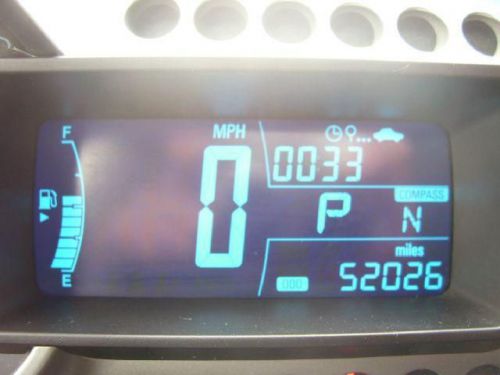 F
MPH
0033
0
COMPASS
P N
miles
E
ODO
52026